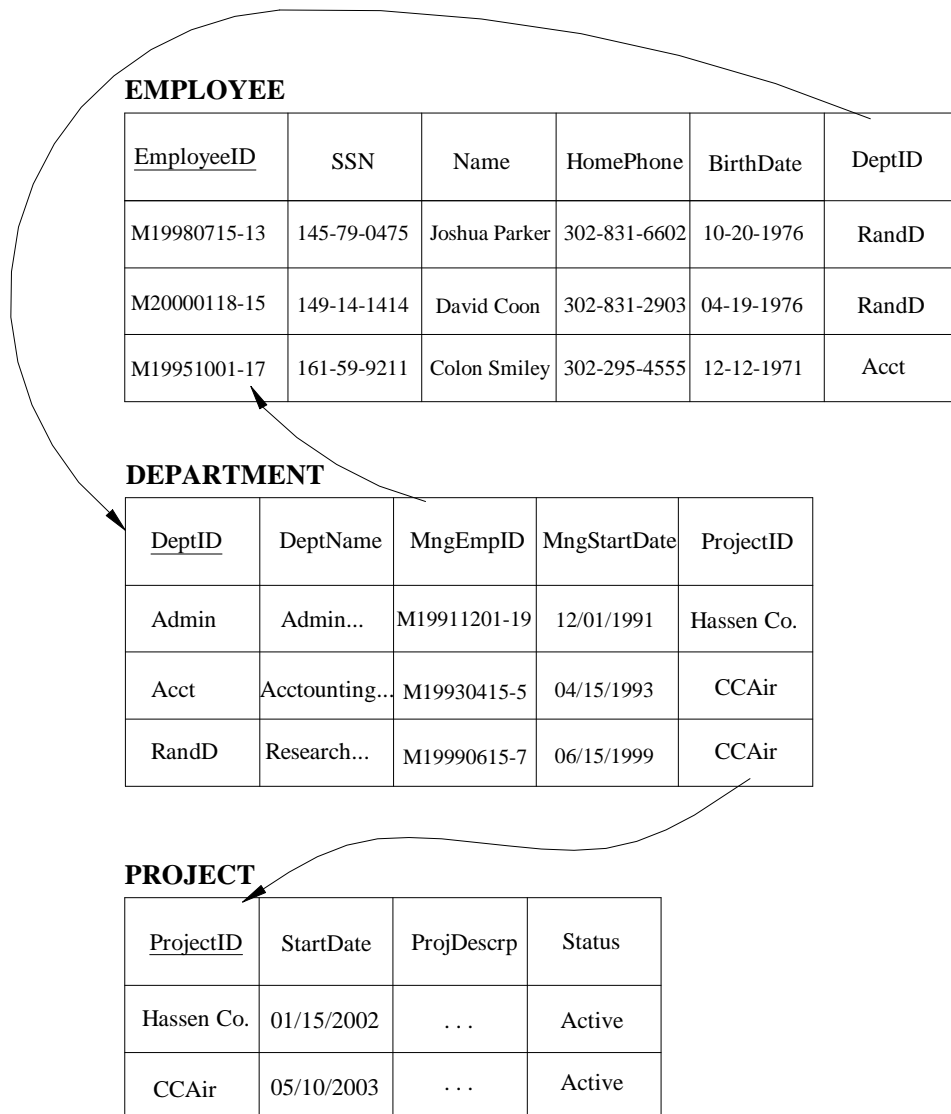 EMPLOYEE
EmployeeID SSN Name HomePhone BirthDate DeptID
M19980715-13 145-79-0475 Joshua Parker 302-831-6602 10-20-1976 RandD
M20000118-15 149-14-1414 David Coon 302-831-2903 04-19-1976 RandD
M19951001-17 161-59-9211 Colon Smiley 302-295-4555 12-12-1971 Acct
DEPARTMENT
DeptID DeptName MngEmpID MngStartDate ProjectID
Admin Admin... M19911201-19 12/01/1991 Hassen Co.
Acct Acctounting... M19930415-5 04/15/1993 CCAir
RandD Research... M19990615-7 06/15/1999 CCAir
PROJECT
ProjectID StartDate ProjDescrp Status
Hassen Co. 01/15/2002 . . . Active
CCAir 05/10/2003 . . . Active